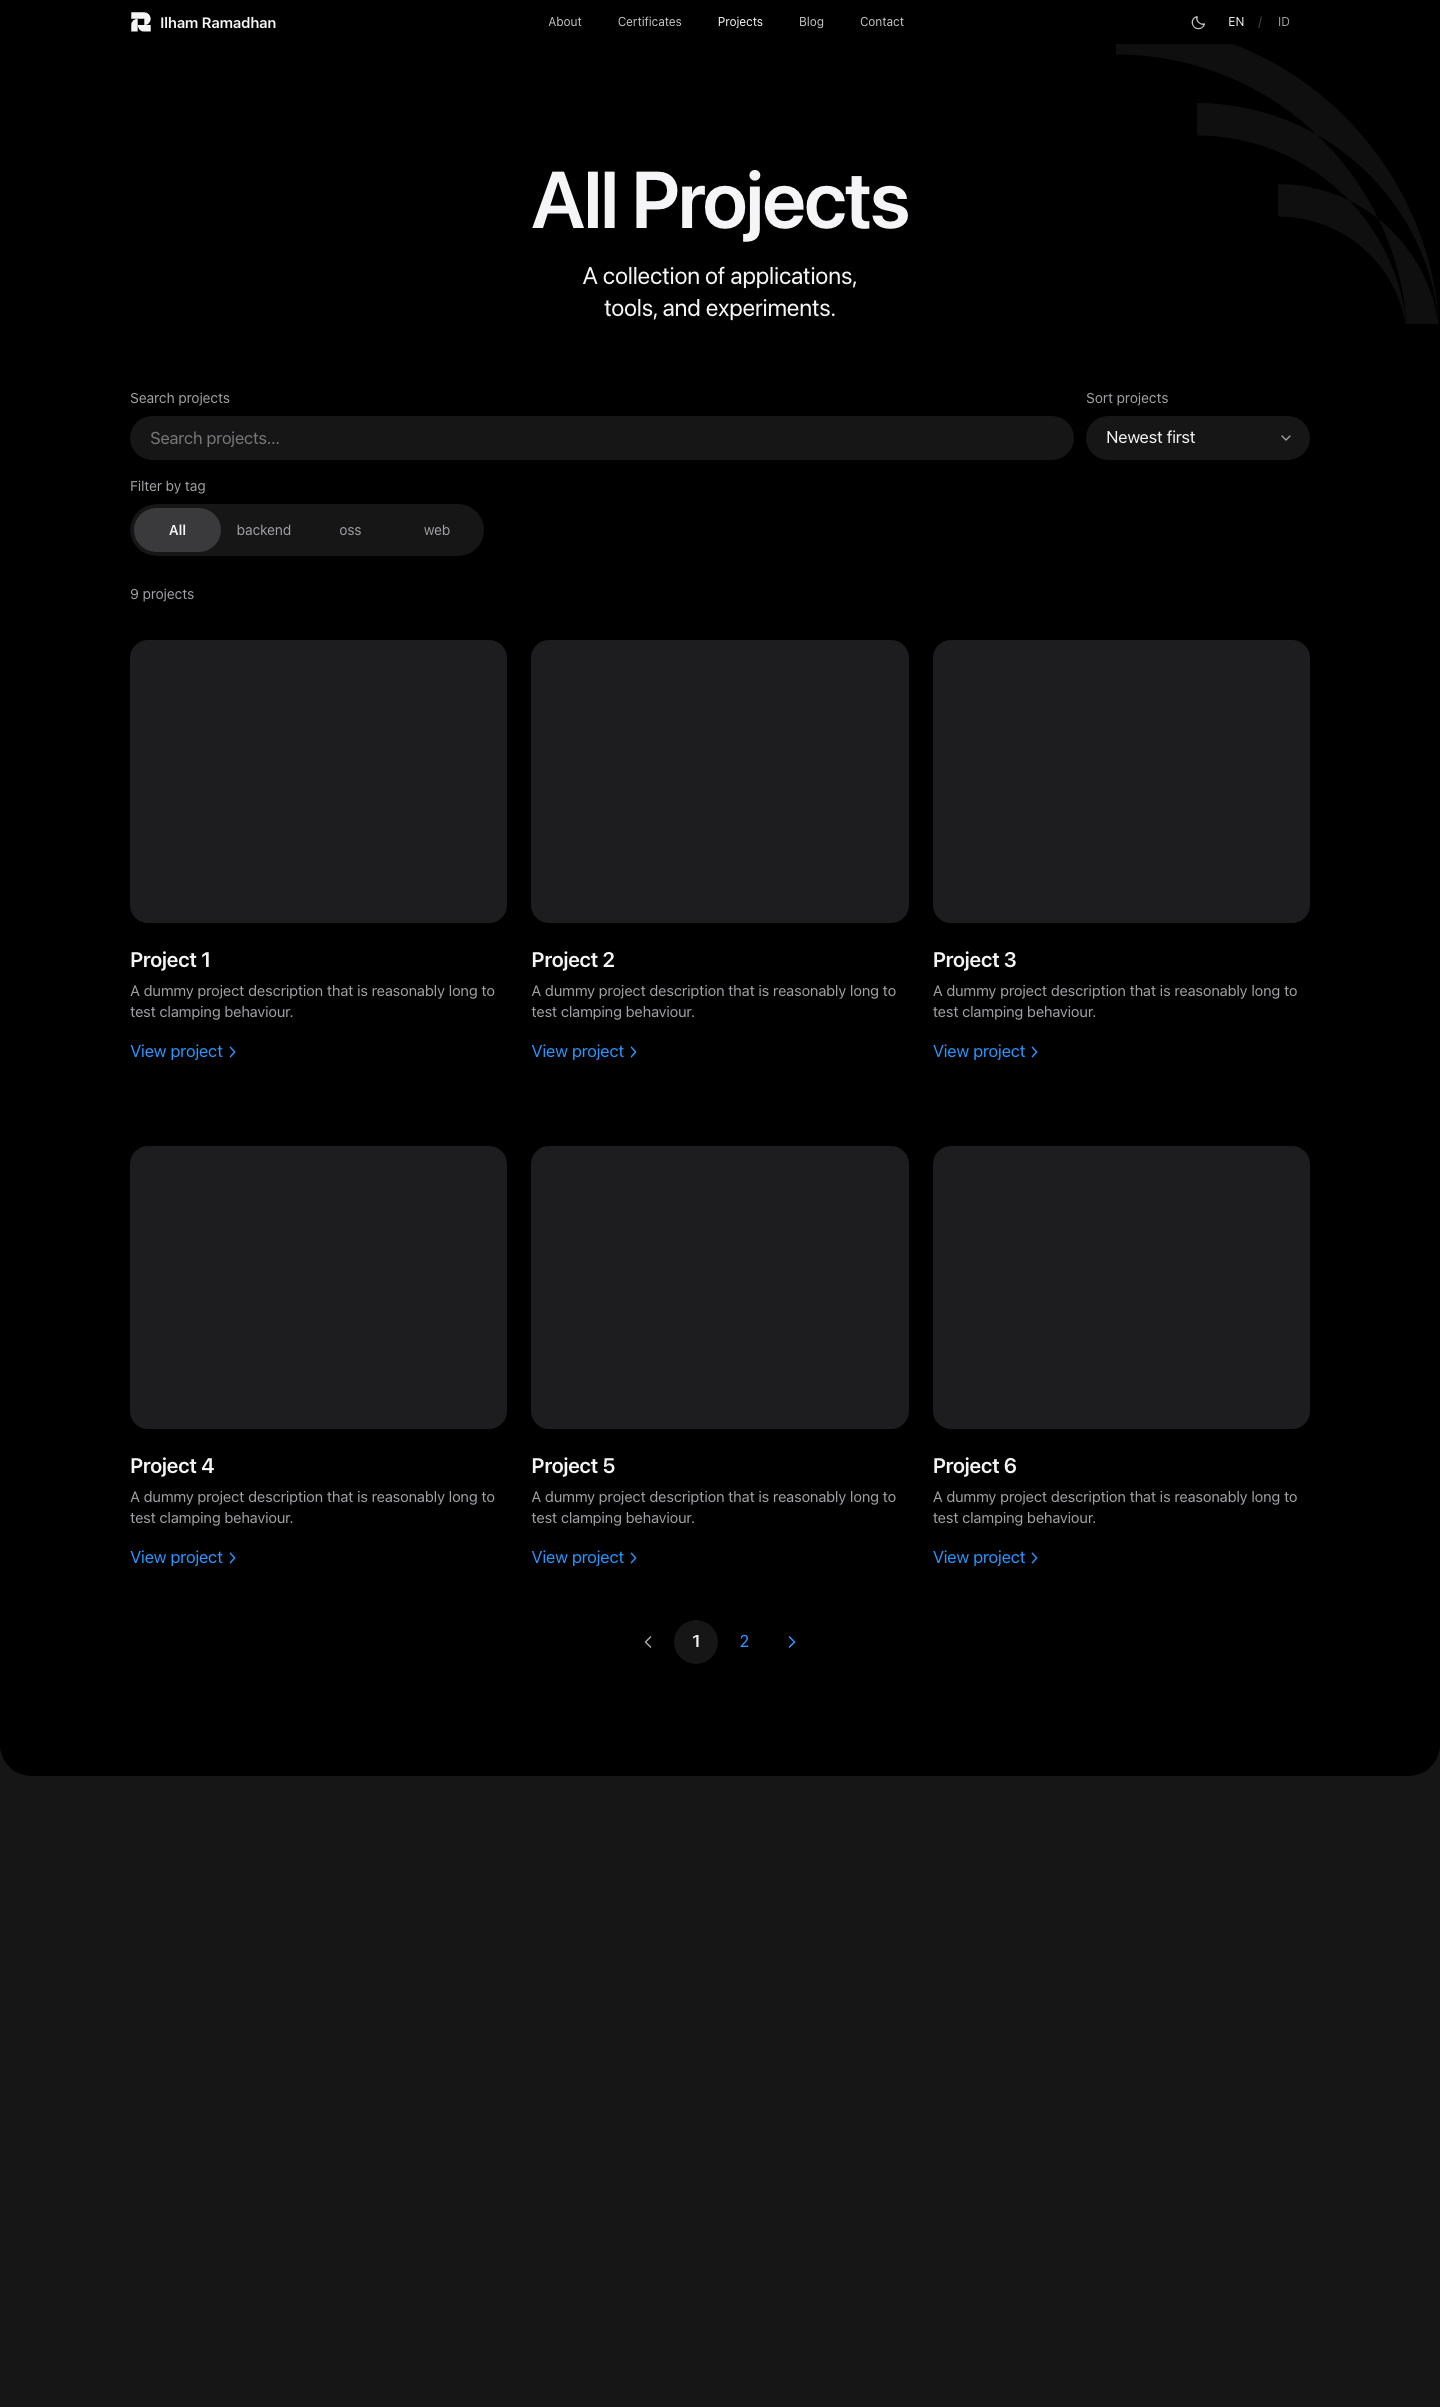 Ilham Ramadhan
About
Certificates
Projects
Blog
Contact
EN / ID
All Projects
A collection of applications,
tools, and experiments.
Search projects
Sort projects
Search projects...
Newest first
Filter by tag
All
backend
oss
web
9 projects
Project 1
A dummy project description that is reasonably long to
test clamping behaviour.
View project
Project 2
A dummy project description that is reasonably long to
test clamping behaviour.
View project
Project 3
A dummy project description that is reasonably long to
test clamping behaviour.
View project
Project 4
A dummy project description that is reasonably long to
test clamping behaviour.
View project
Project 5
A dummy project description that is reasonably long to
test clamping behaviour.
View project
Project 6
A dummy project description that is reasonably long to
test clamping behaviour.
View project
1
2